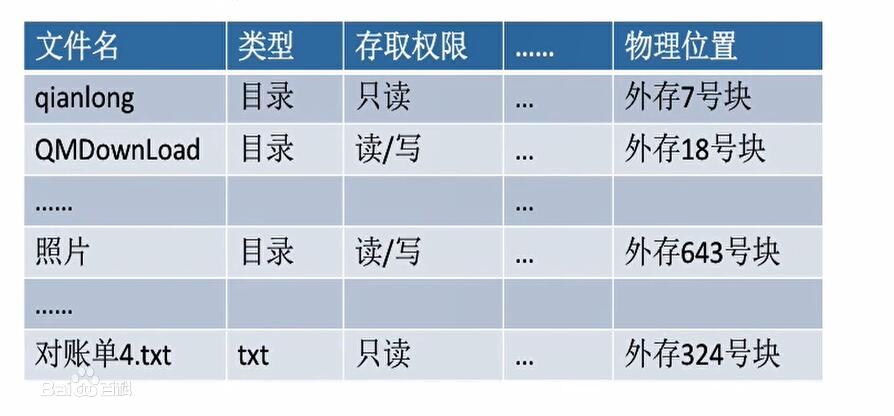 文件名 类型 存取权限 …… 物理位置
qianlong 目录 只读 ... 外存7号块
QMDownLoad 目录 读/写 ... 外存18号块
…… ...
照片 目录 读/写 ... 外存643号块
……
对账单4.txt txt 只读 ... 外存324号块
Bai百科